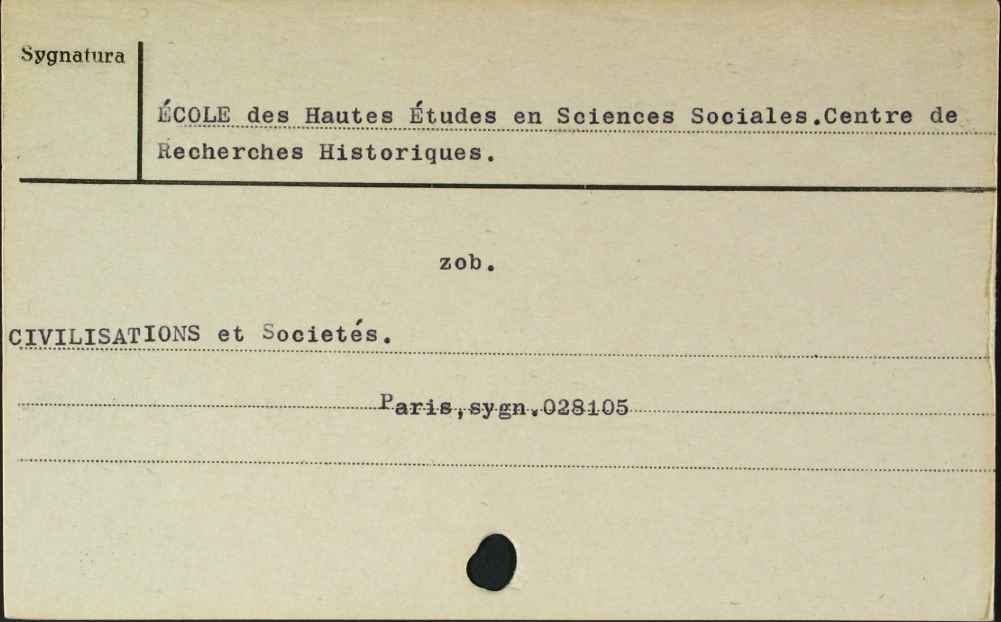 Sygnatura
ÉCOLE des Hautes Études en Sciences Sociales.Centre de
Recherches Historiques.
zob.
CIVILISATIONS et Societés.
Paris,sygn.028105